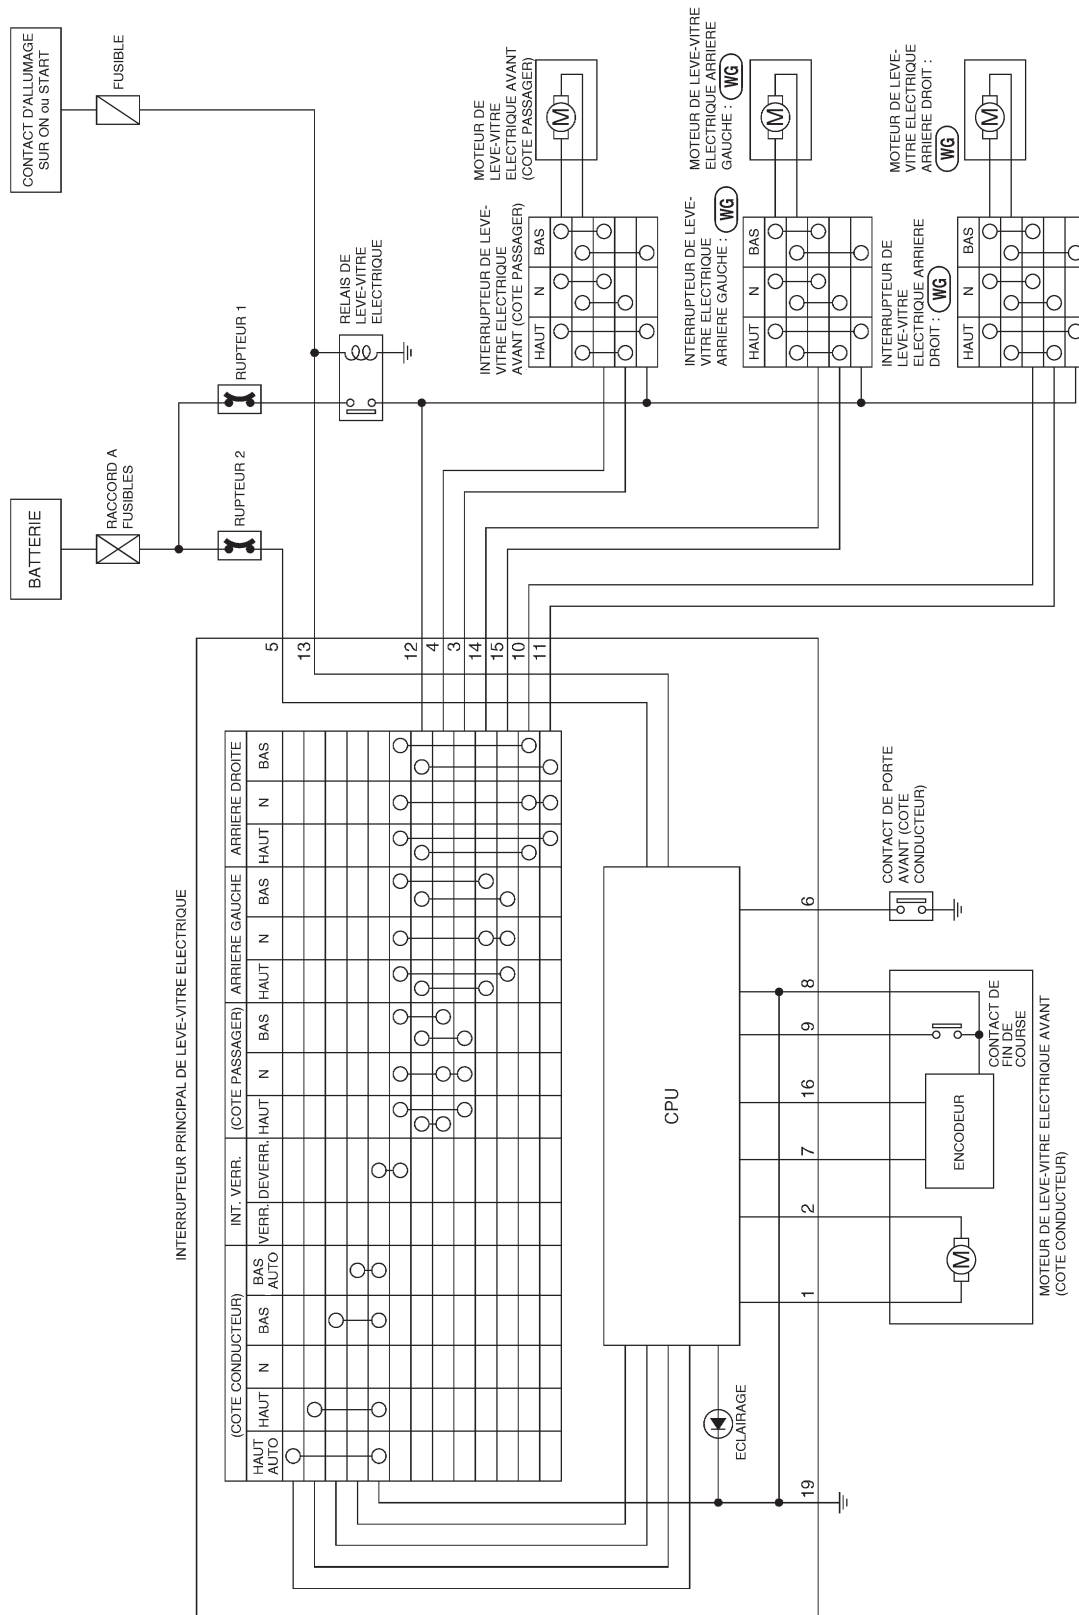 CONTACT D'ALLUMAGE
SUR ON ou START
FUSIBLE
BATTERIE
RACCORD A
FUSIBLES
RUPTEUR 1
RUPTEUR 2
RELAIS DE
LEVE-VITRE
ELECTRIQUE
MOTEUR DE
LEVE-VITRE
ELECTRIQUE AVANT
(COTE PASSAGER)
M
INTERRUPTEUR DE LEVE-
VITRE ELECTRIQUE
AVANT (COTE PASSAGER)
HAUT
N
BAS
MOTEUR DE LEVE-VITRE
ELECTRIQUE ARRIERE
GAUCHE : WG
M
INTERRUPTEUR DE LEVE-
VITRE ELECTRIQUE
ARRIERE GAUCHE : WG
HAUT
N
BAS
MOTEUR DE LEVE-
VITRE ELECTRIQUE
ARRIERE DROIT :
WG
M
INTERRUPTEUR DE
LEVE-VITRE
ELECTRIQUE ARRIERE
DROIT : WG
HAUT
N
BAS
INTERRUPTEUR PRINCIPAL DE LEVE-VITRE ELECTRIQUE
5
13
12
4
3
14
15
10
11
(COTE CONDUCTEUR)
INT. VERR.
(COTE PASSAGER)
ARRIERE GAUCHE
ARRIERE DROITE
HAUT
AUTO
HAUT
N
BAS
BAS
AUTO
VERR.
DEVERR.
HAUT
N
BAS
HAUT
N
BAS
HAUT
N
BAS
CPU
ECLAIRAGE
19
1
2
7
16
9
8
6
M
ENCODEUR
CONTACT DE
FIN DE
COURSE
MOTEUR DE LEVE-VITRE ELECTRIQUE AVANT
(COTE CONDUCTEUR)
CONTACT DE PORTE
AVANT (COTE
CONDUCTEUR)